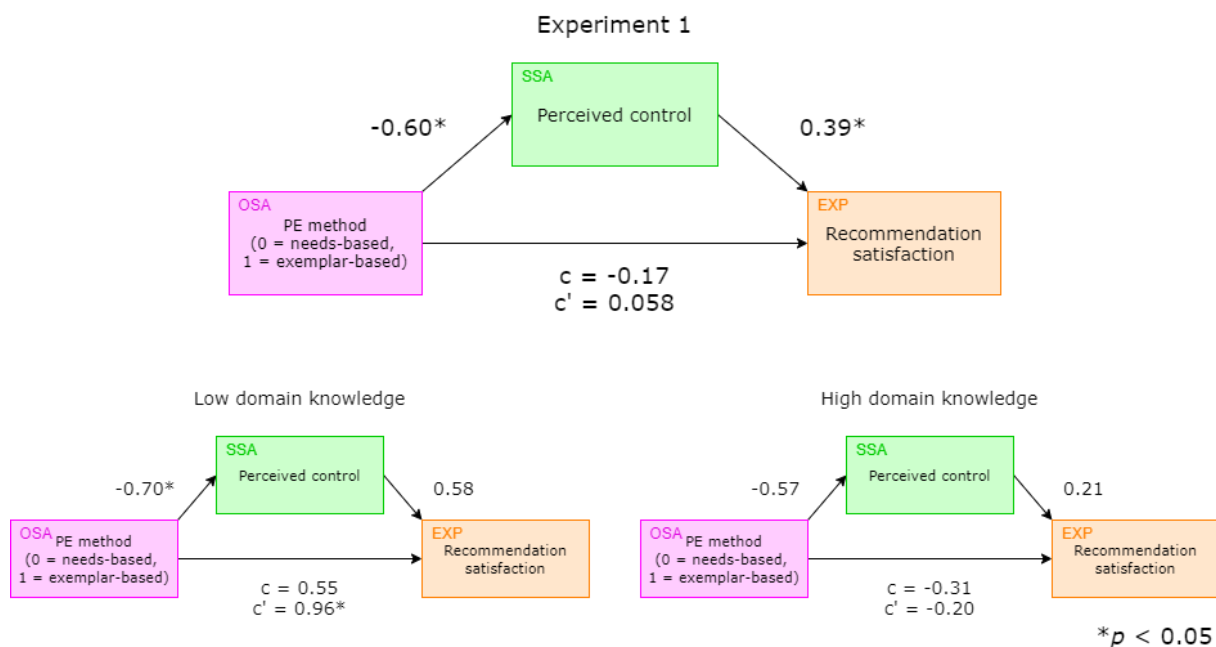 Experiment 1
SSA
Perceived control
-0.60*
0.39*
OSA
PE method
(0 = needs-based,
1 = exemplar-based)
EXP
Recommendation
satisfaction
c = -0.17
c' = 0.058
Low domain knowledge
SSA
Perceived control
-0.70*
0.58
OSA
PE method
(0 = needs-based,
1 = exemplar-based)
EXP
Recommendation
satisfaction
c = 0.55
c' = 0.96*
High domain knowledge
SSA
Perceived control
-0.57
0.21
OSA
PE method
(0 = needs-based,
1 = exemplar-based)
EXP
Recommendation
satisfaction
c = -0.31
c' = -0.20
*p < 0.05